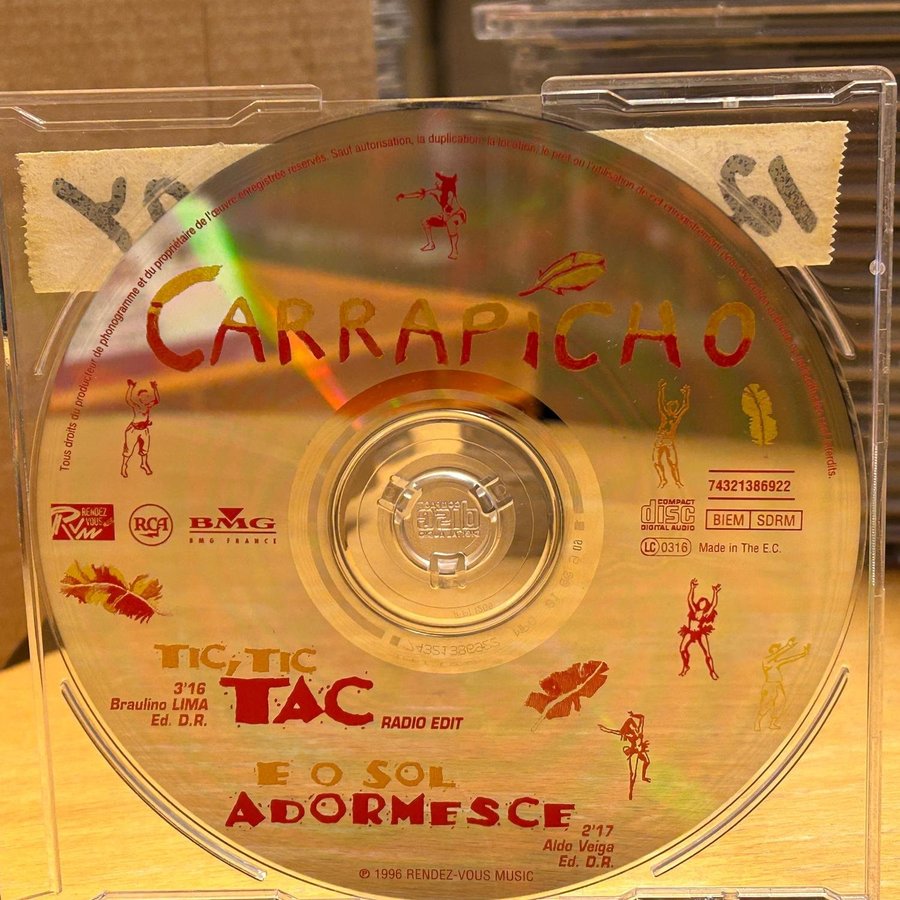 Tous droits du producteur de phonogramme et du propriétaire de l'œuvre enregistrée réservés. Sauf autorisation, la duplication, la location, le prêt ou l'utilisation de cet enregistrement
interdits.
CARRAPICHO
74321386922
RENDEZ VOUS
RVM
RCA
BMG
BMG FRANCE
COMPACT
disc
DIGITAL AUDIO
BIEM SDRM
LC 0316 Made in The E.C.
TIC, TIC
TAC RADIO EDIT
3'16
Braulino LIMA
Ed. D.R.
E O SOL
ADORMESCE
2'17
Aldo Veiga
Ed. D.R.
℗ 1996 RENDEZ-VOUS MUSIC